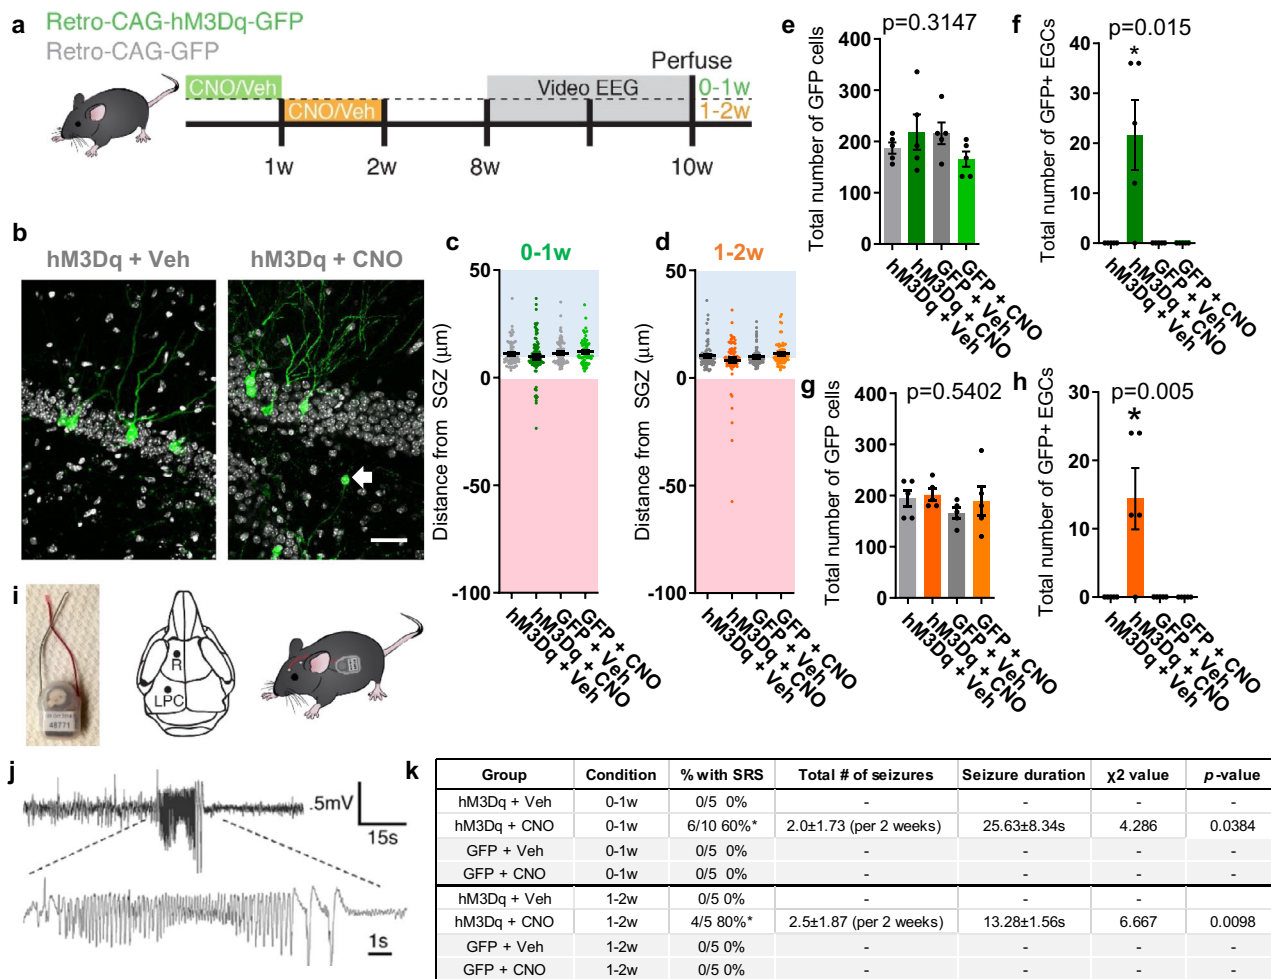 a
Retro-CAG-hM3Dq-GFP
Retro-CAG-GFP
CNO/Veh
CNO/Veh
Video EEG
Perfuse
0-1w
1-2w
1w
2w
8w
10w
b
hM3Dq + Veh
hM3Dq + CNO
c
0-1w
Distance from SGZ (μm)
50
0
-50
-100
hM3Dq + Veh
hM3Dq + CNO
GFP + Veh
GFP + CNO
d
1-2w
Distance from SGZ (μm)
50
0
-50
-100
hM3Dq + Veh
hM3Dq + CNO
GFP + Veh
GFP + CNO
e
p=0.3147
Total number of GFP cells
400
300
200
100
0
hM3Dq + Veh
hM3Dq + CNO
GFP + Veh
GFP + CNO
f
p=0.015
*
Total number of GFP+ EGCs
40
30
20
10
0
hM3Dq + Veh
hM3Dq + CNO
GFP + Veh
GFP + CNO
g
p=0.5402
Total number of GFP cells
400
300
200
100
0
hM3Dq + Veh
hM3Dq + CNO
GFP + Veh
GFP + CNO
h
p=0.005
*
Total number of GFP+ EGCs
30
15
10
0
hM3Dq + Veh
hM3Dq + CNO
GFP + Veh
GFP + CNO
i
48771
R
LPC
j
.5mV
15s
1s
k
Group Condition % with SRS Total # of seizures Seizure duration χ2 value p-value
hM3Dq + Veh 0-1w 0/5 0% - - - -
hM3Dq + CNO 0-1w 6/10 60%* 2.0±1.73 (per 2 weeks) 25.63±8.34s 4.286 0.0384
GFP + Veh 0-1w 0/5 0% - - - -
GFP + CNO 0-1w 0/5 0% - - - -
hM3Dq + Veh 1-2w 0/5 0% - - -
hM3Dq + CNO 1-2w 4/5 80%* 2.5±1.87 (per 2 weeks) 13.28±1.56s 6.667 0.0098
GFP + Veh 1-2w 0/5 0% - - - -
GFP + CNO 1-2w 0/5 0% - - - -